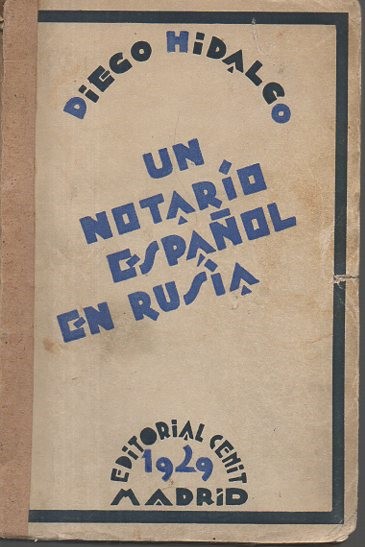 DIEGO HIDALGO
UN
NOTARIO
ESPAÑOL
EN RUSIA
EDITORIAL CENIT
1929
MADRID